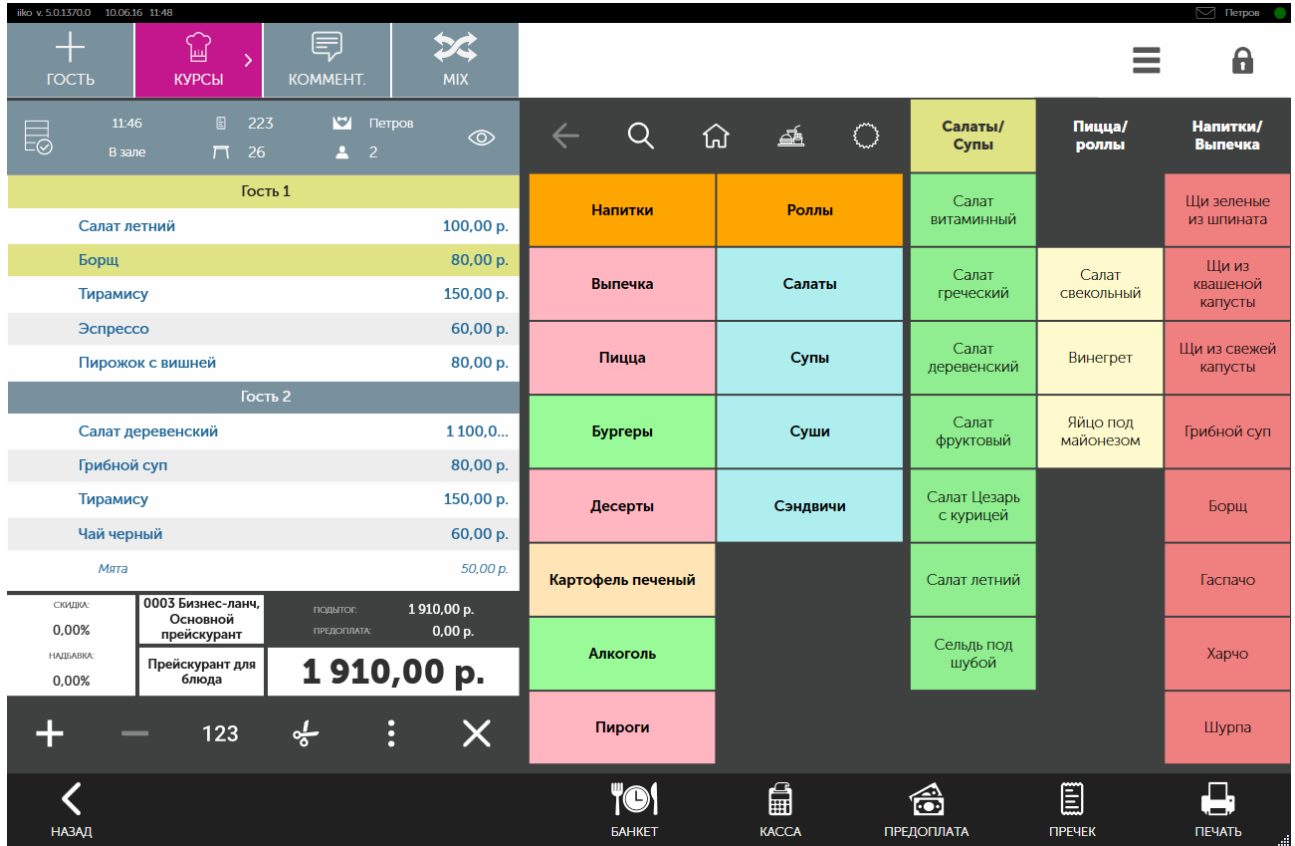 iiko v. 5.0.1370.0 10.06.16 11:48
Петров
ГОСТЬ
КУРСЫ
КОММЕНТ.
MIX
11:46 223 Петров
В зале 26 2
Гость 1
Салат летний 100,00 р.
Борщ 80,00 р.
Тирамису 150,00 р.
Эспрессо 60,00 р.
Пирожок с вишней 80,00 р.
Гость 2
Салат деревенский 1 100,0...
Грибной суп 80,00 р.
Тирамису 150,00 р.
Чай черный 60,00 р.
Мята 50,00 р.
СКИДКА:
0,00%
НАДБАВКА:
0,00%
0003 Бизнес-ланч,
Основной
прейскурант
Прейскурант для
блюда
ПОДЫТОГ: 1 910,00 р.
ПРЕДОПЛАТА: 0,00 р.
1 910,00 р.
123
Напитки
Роллы
Выпечка
Салаты
Пицца
Супы
Бургеры
Суши
Десерты
Сэндвичи
Картофель печеный
Алкоголь
Пироги
Салаты/
Супы
Пицца/
роллы
Напитки/
Выпечка
Салат
витаминный
Щи зеленые
из шпината
Салат
греческий
Салат
свекольный
Щи из
квашеной
капусты
Салат
деревенский
Винегрет
Щи из свежей
капусты
Салат
фруктовый
Яйцо под
майонезом
Грибной суп
Салат Цезарь
с курицей
Борщ
Салат летний
Гаспачо
Сельдь под
шубой
Харчо
Шурпа
НАЗАД
БАНКЕТ
КАССА
ПРЕДОПЛАТА
ПРЕЧЕК
ПЕЧАТЬ